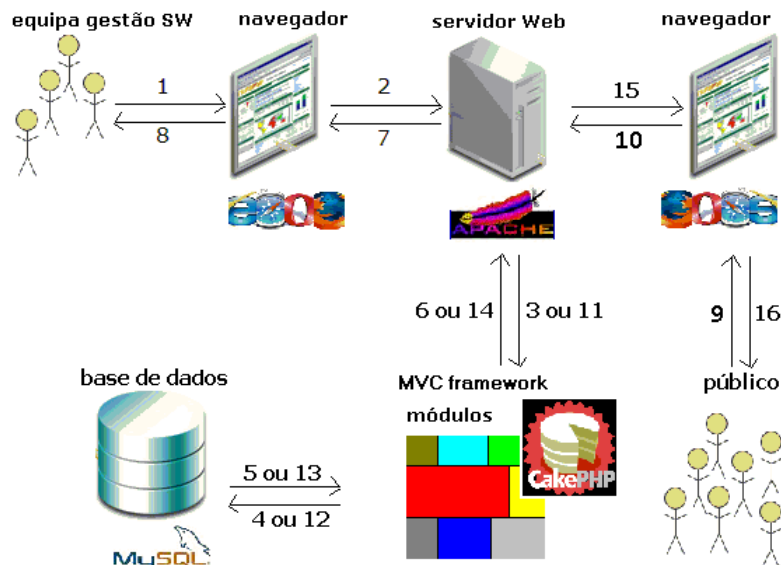 equipa gestão SW
navegador
servidor Web
navegador
1
2
15
8
7
10
APACHE
6 ou 14
3 ou 11
9
16
base de dados
MVC framework
público
módulos
CakePHP
5 ou 13
4 ou 12
MySQL